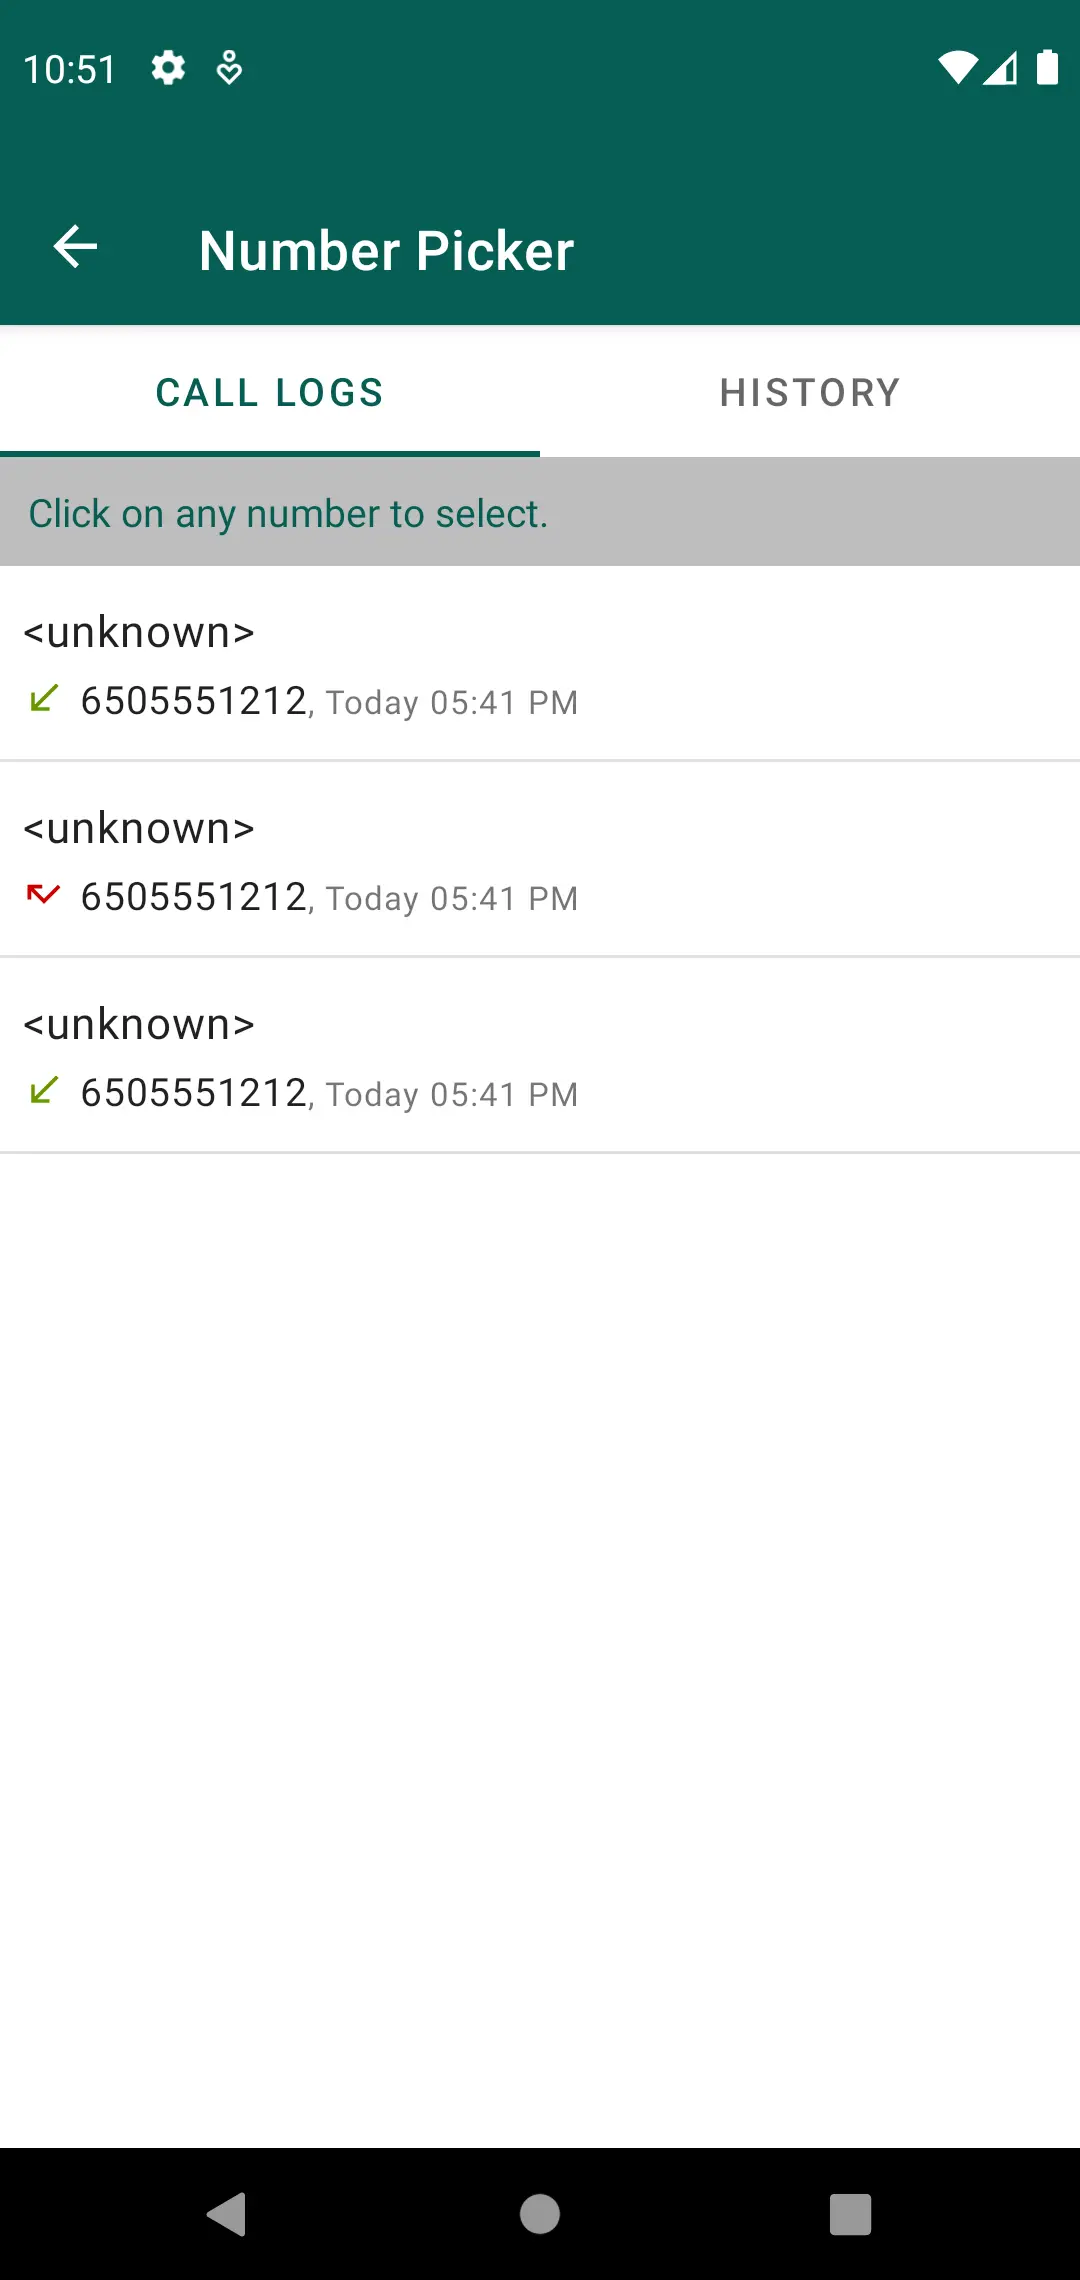 10:51
Number Picker
CALL LOGS
HISTORY
Click on any number to select.
<unknown>
6505551212, Today 05:41 PM
<unknown>
6505551212, Today 05:41 PM
<unknown>
6505551212, Today 05:41 PM